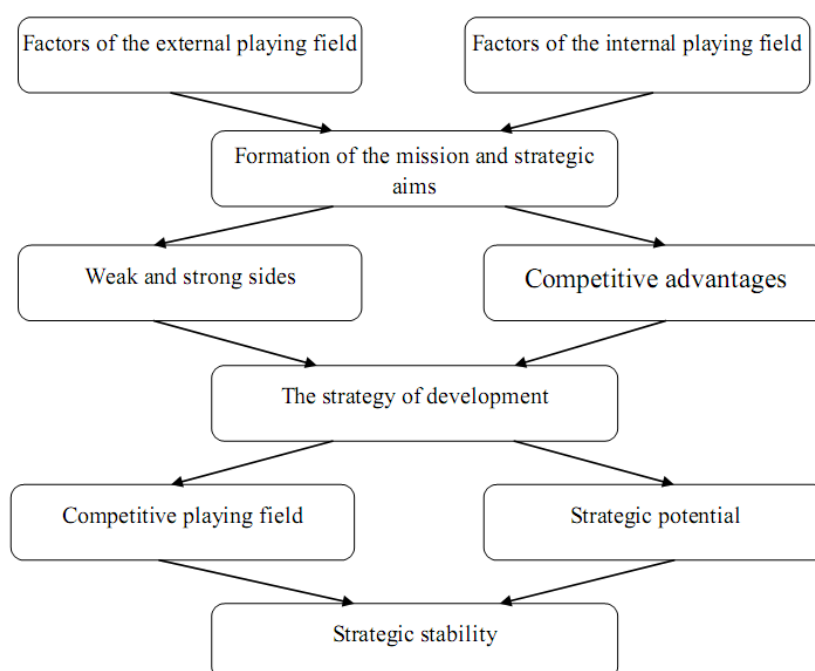 Factors of the external playing field
Factors of the internal playing field
Formation of the mission and strategic
aims
Weak and strong sides
Competitive advantages
The strategy of development
Competitive playing field
Strategic potential
Strategic stability